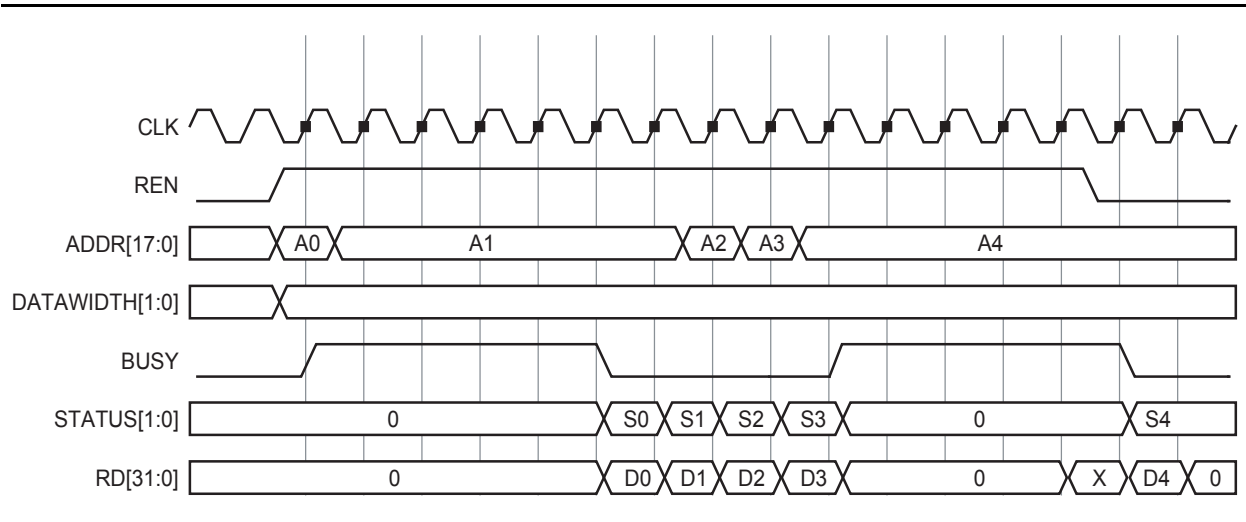 CLK
REN
ADDR[17:0] A0 A1 A2 A3 A4
DATAWIDTH[1:0]
BUSY
STATUS[1:0] 0 S0 S1 S2 S3 0 S4
RD[31:0] 0 D0 D1 D2 D3 0 X D4 0